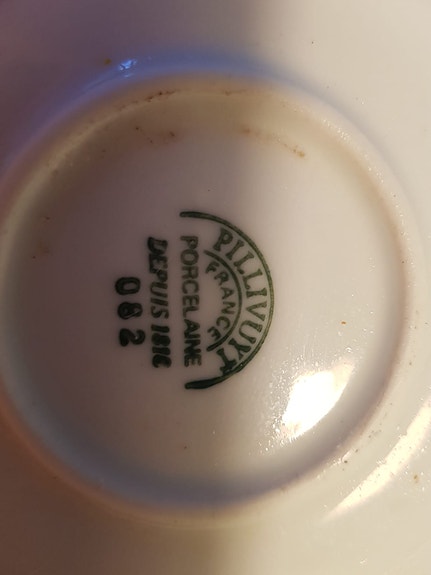 PILLIVUYT
FRANCE
PORCELAINE
DEPUIS 1818
082